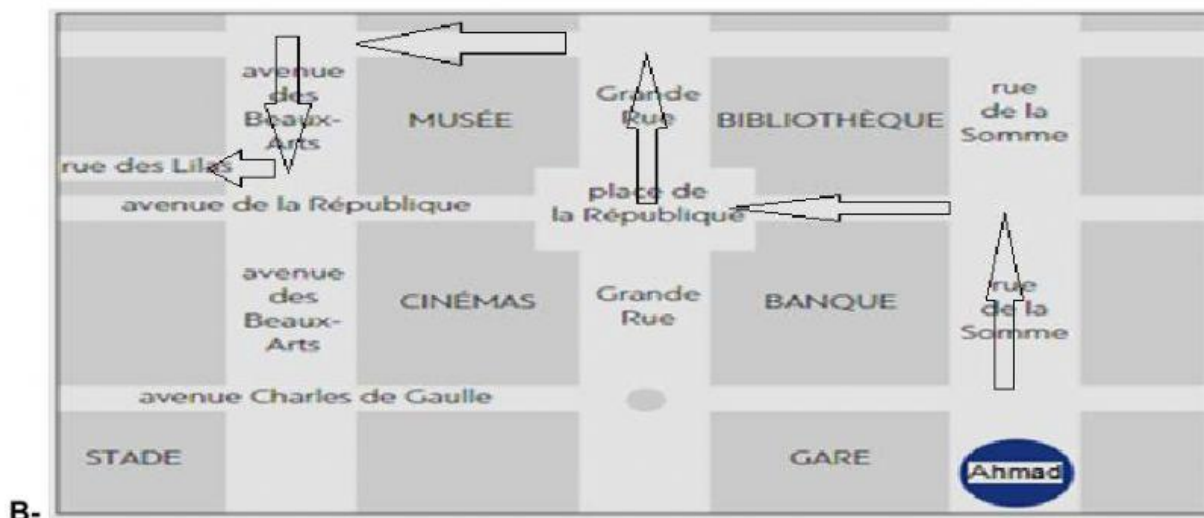 avenue
des
Beaux-
Arts
MUSÉE
Grande
Rue
BIBLIOTHÈQUE
rue
de la
Somme
rue des Lilas
avenue de la République
place de
la République
avenue
des
Beaux-
Arts
CINÉMAS
Grande
Rue
BANQUE
rue
de la
Somme
avenue Charles de Gaulle
STADE
GARE
Ahmad
B-